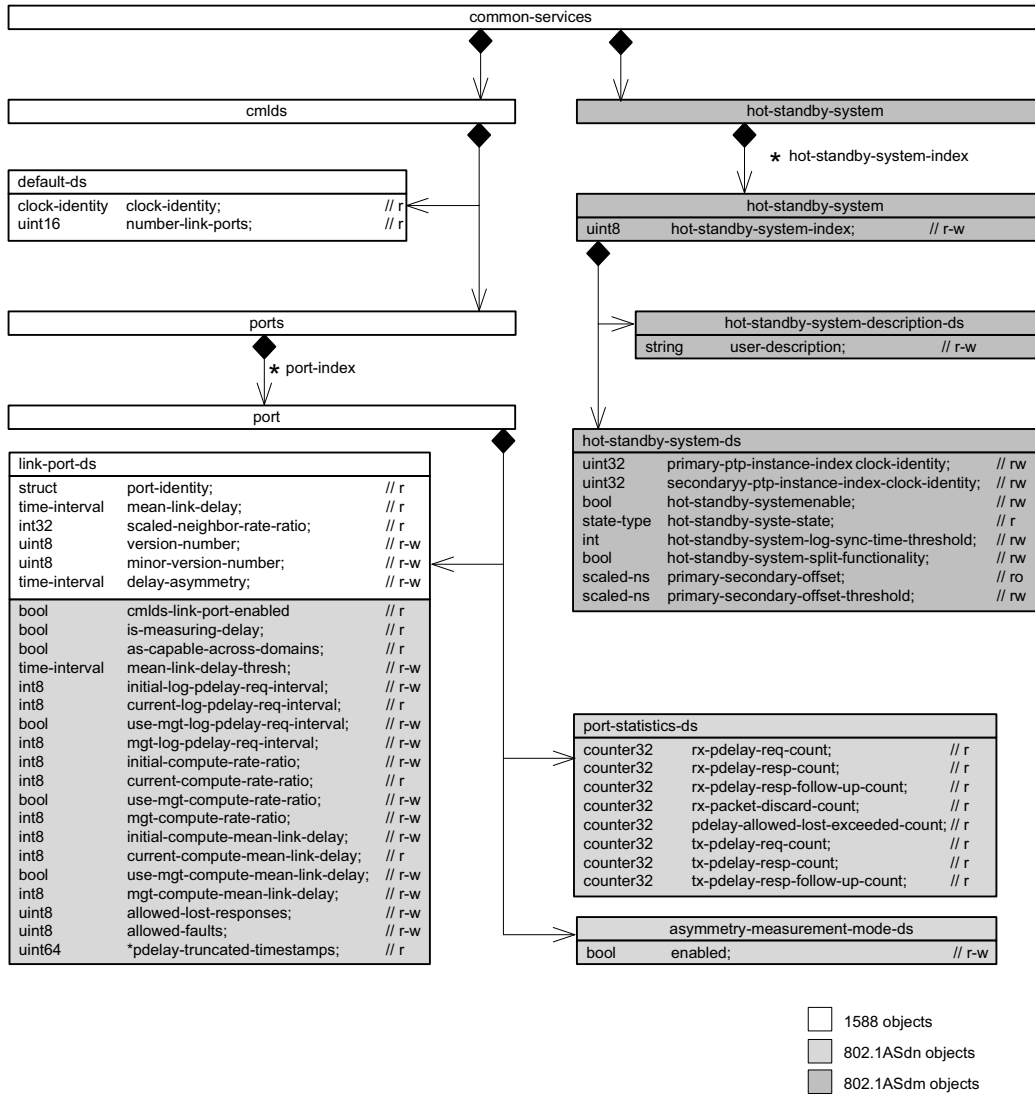 common-services
cmlds
hot-standby-system
* hot-standby-system-index
default-ds
clock-identity clock-identity; // r
uint16 number-link-ports; // r
hot-standby-system
uint8 hot-standby-system-index; // r-w
ports
* port-index
hot-standby-system-description-ds
string user-description; // r-w
port
link-port-ds
struct port-identity; // r
time-interval mean-link-delay; // r
int32 scaled-neighbor-rate-ratio; // r
uint8 version-number; // r-w
uint8 minor-version-number; // r-w
time-interval delay-asymmetry; // r-w
bool cmlds-link-port-enabled // r
bool is-measuring-delay; // r
bool as-capable-across-domains; // r
time-interval mean-link-delay-thresh; // r-w
int8 initial-log-pdelay-req-interval; // r-w
int8 current-log-pdelay-req-interval; // r
bool use-mgt-log-pdelay-req-interval; // r-w
int8 mgt-log-pdelay-req-interval; // r-w
int8 initial-compute-rate-ratio; // r-w
int8 current-compute-rate-ratio; // r
bool use-mgt-compute-rate-ratio; // r-w
int8 mgt-compute-rate-ratio; // r-w
int8 initial-compute-mean-link-delay; // r-w
int8 current-compute-mean-link-delay; // r
bool use-mgt-compute-mean-link-delay; // r-w
int8 mgt-compute-mean-link-delay; // r-w
uint8 allowed-lost-responses; // r-w
uint8 allowed-faults; // r-w
uint64 *pdelay-truncated-timestamps; // r
hot-standby-system-ds
uint32 primary-ptp-instance-index clock-identity; // rw
uint32 secondaryy-ptp-instance-index-clock-identity; // rw
bool hot-standby-systemenable; // rw
state-type hot-standby-syste-state; // r
int hot-standby-system-log-sync-time-threshold; // rw
bool hot-standby-system-split-functionality; // rw
scaled-ns primary-secondary-offset; // ro
scaled-ns primary-secondary-offset-threshold; // rw
port-statistics-ds
counter32 rx-pdelay-req-count; // r
counter32 rx-pdelay-resp-count; // r
counter32 rx-pdelay-resp-follow-up-count; // r
counter32 rx-packet-discard-count; // r
counter32 pdelay-allowed-lost-exceeded-count; // r
counter32 tx-pdelay-req-count; // r
counter32 tx-pdelay-resp-count; // r
counter32 tx-pdelay-resp-follow-up-count; // r
asymmetry-measurement-mode-ds
bool enabled; // r-w
1588 objects
802.1ASdn objects
802.1ASdm objects